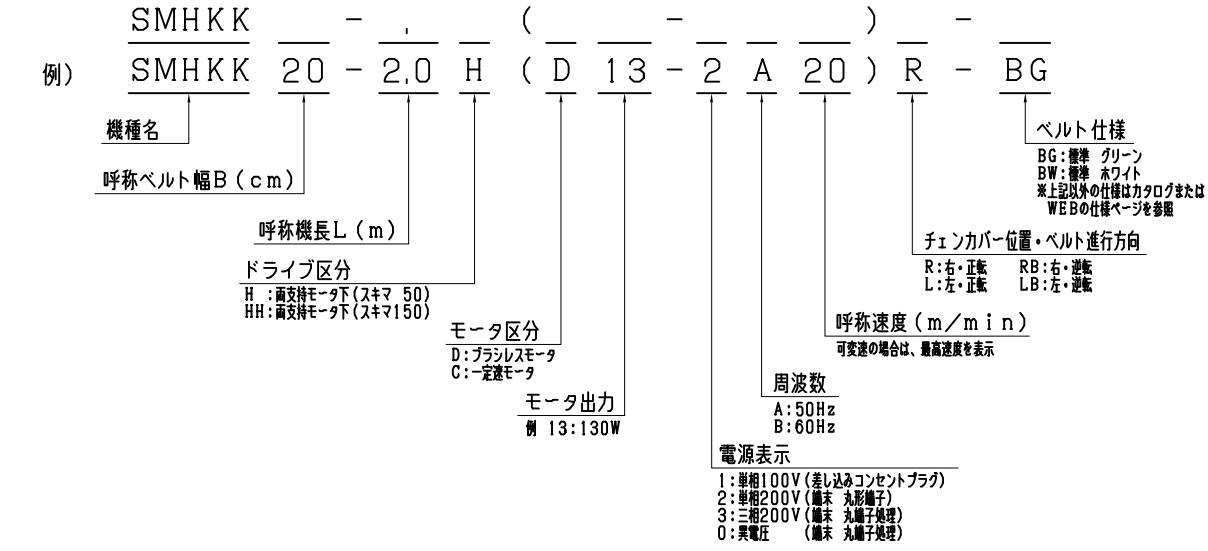 SMHKK － ． （ － ） －
例） SMHKK 20 － 2.0 H （ D 13 － 2 A 20 ） R － BG
機種名
呼称ベルト幅B（cm）
呼称機長L（m）
ドライブ区分
H ：両支持モータ下（スキマ 50）
HH：両支持モータ下（スキマ150）
モータ区分
D：ブラシレスモータ
C：一定速モータ
モータ出力
例 13：130W
電源表示
1：単相100V（差し込みコンセントプラグ）
2：単相200V（端末 丸形端子）
3：三相200V（端末 丸端子処理）
0：異電圧 （端末 丸端子処理）
周波数
A：50Hz
B：60Hz
呼称速度（m／min）
可変速の場合は、最高速度を表示
チェンカバー位置・ベルト進行方向
R：右・正転 RB：右・逆転
L：左・正転 LB：左・逆転
ベルト仕様
BG：標準 グリーン
BW：標準 ホワイト
※上記以外の仕様はカタログまたは
WEBの仕様ページを参照